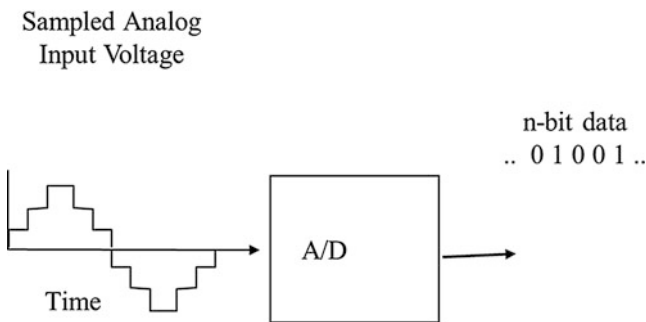 Sampled Analog
Input Voltage
n-bit data
.. 0 1 0 0 1 ..
A/D
Time